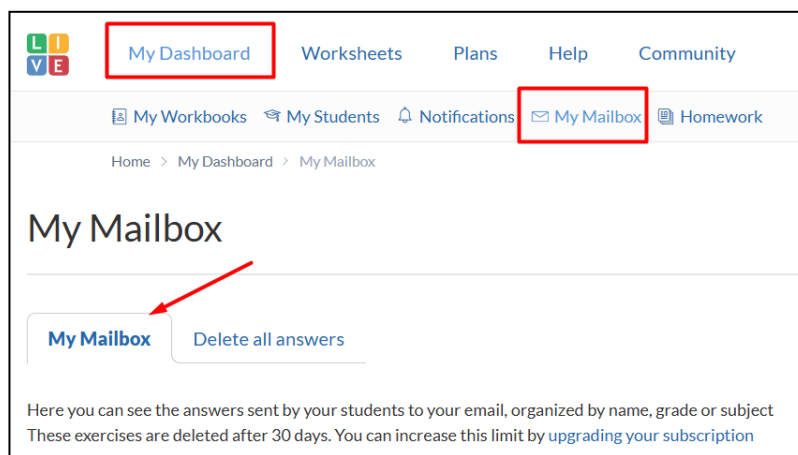 LIVE
My Dashboard Worksheets Plans Help Community
My Workbooks My Students Notifications My Mailbox Homework
Home > My Dashboard > My Mailbox
My Mailbox
My Mailbox Delete all answers
Here you can see the answers sent by your students to your email, organized by name, grade or subject
These exercises are deleted after 30 days. You can increase this limit by upgrading your subscription